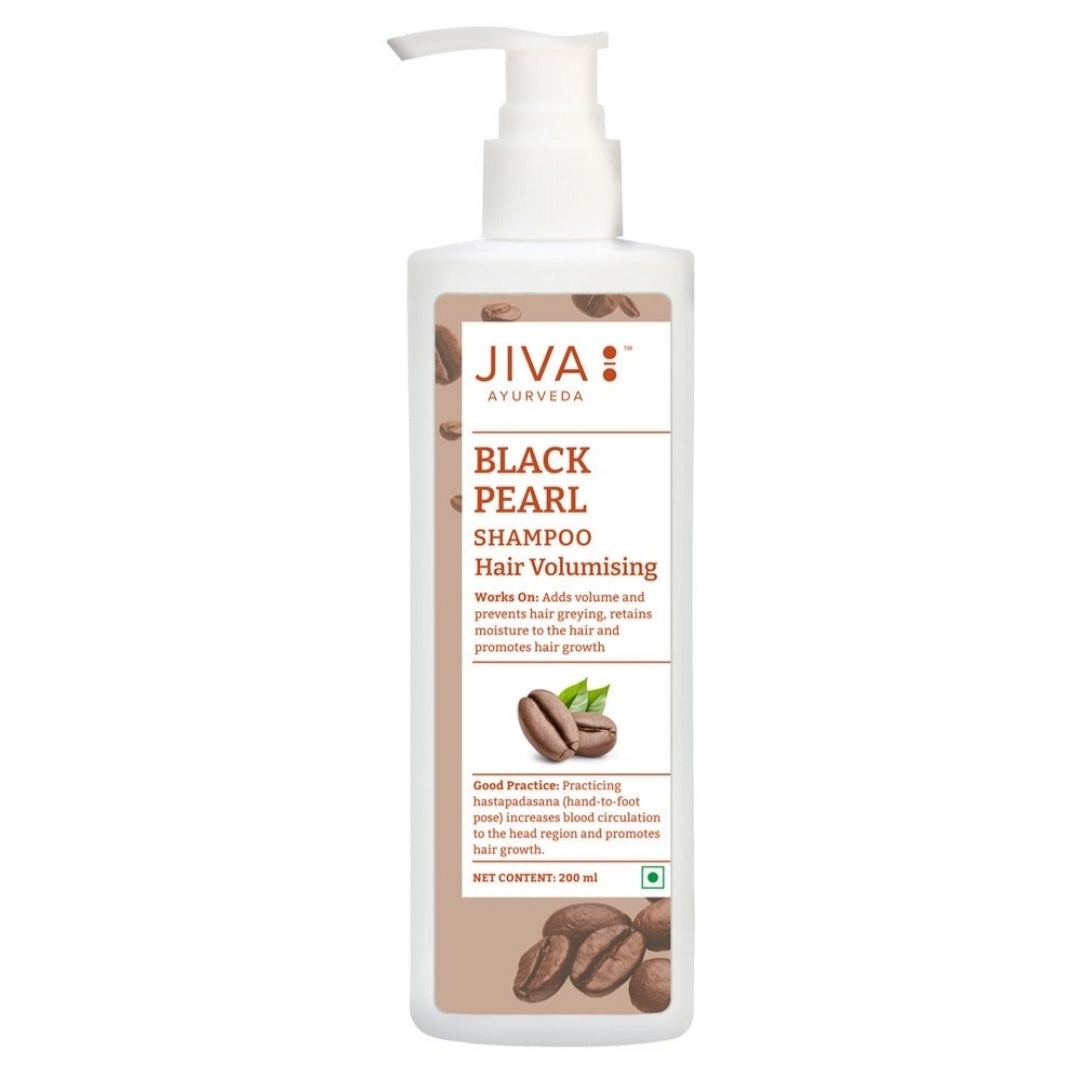 JIVA ™
AYURVEDA
BLACK
PEARL
SHAMPOO
Hair Volumising
Works On: Adds volume and
prevents hair greying, retains
moisture to the hair and
promotes hair growth
Good Practice: Practicing
hastapadasana (hand-to-foot
pose) increases blood circulation
to the head region and promotes
hair growth.
NET CONTENT: 200 ml